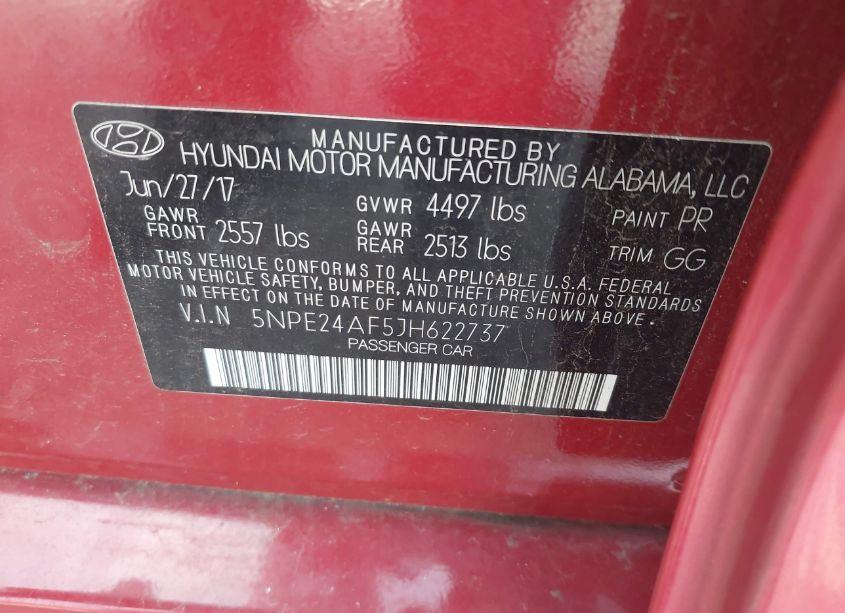 MANUFACTURED BY
HYUNDAI MOTOR MANUFACTURING ALABAMA, LLC
Jun/27/17 GVWR 4497 lbs PAINT PR
GAWR FRONT 2557 lbs GAWR REAR 2513 lbs TRIM GG
THIS VEHICLE CONFORMS TO ALL APPLICABLE U.S.A. FEDERAL
MOTOR VEHICLE SAFETY, BUMPER, AND THEFT PREVENTION STANDARDS
IN EFFECT ON THE DATE OF MANUFACTURE SHOWN ABOVE.
V.I.N 5NPE24AF5JH622737
PASSENGER CAR